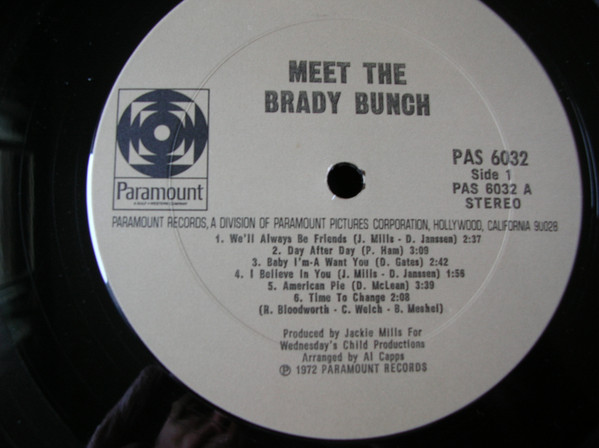 MEET THE
BRADY BUNCH
Paramount
PAS 6032
Side 1
PAS 6032 A
STEREO
PARAMOUNT RECORDS, A DIVISION OF PARAMOUNT PICTURES CORPORATION, HOLLYWOOD, CALIFORNIA 90028
1. We'll Always Be Friends (J. Mills - D. Janssen) 2:37
2. Day After Day (P. Ham) 3:09
3. Baby I'm-A Want You (D. Gates) 2:42
4. I Believe In You (J. Mills - D. Janssen) 1:56
5. American Pie (D. McLean) 3:39
6. Time To Change 2:08
(R. Bloodworth - C. Welch - B. Meshel)
Produced by Jackie Mills For
Wednesday's Child Productions
Arranged by Al Capps
Ⓟ 1972 PARAMOUNT RECORDS